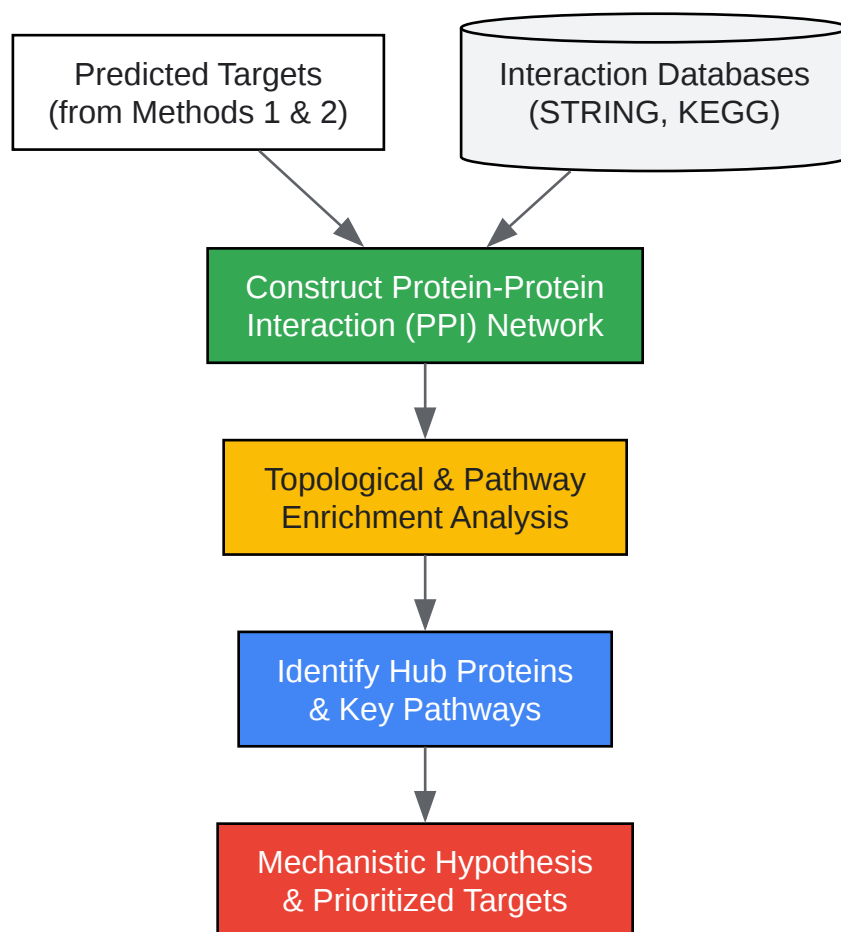 Predicted Targets
(from Methods 1 & 2)
Interaction Databases
(STRING, KEGG)
Construct Protein-Protein
Interaction (PPI) Network
Topological & Pathway
Enrichment Analysis
Identify Hub Proteins
& Key Pathways
Mechanistic Hypothesis
& Prioritized Targets